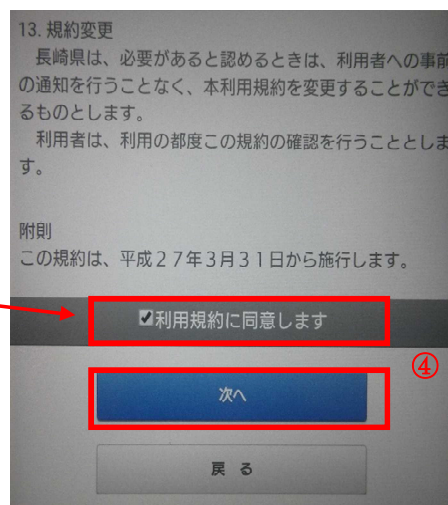 13. 規約変更
長崎県は、必要があると認めるときは、利用者への事前
の通知を行うことなく、本利用規約を変更することができ
るものとします。
利用者は、利用の都度この規約の確認を行うこととしま
す。
附則
この規約は、平成27年3月31日から施行します。
☑利用規約に同意します
④
次へ
戻 る